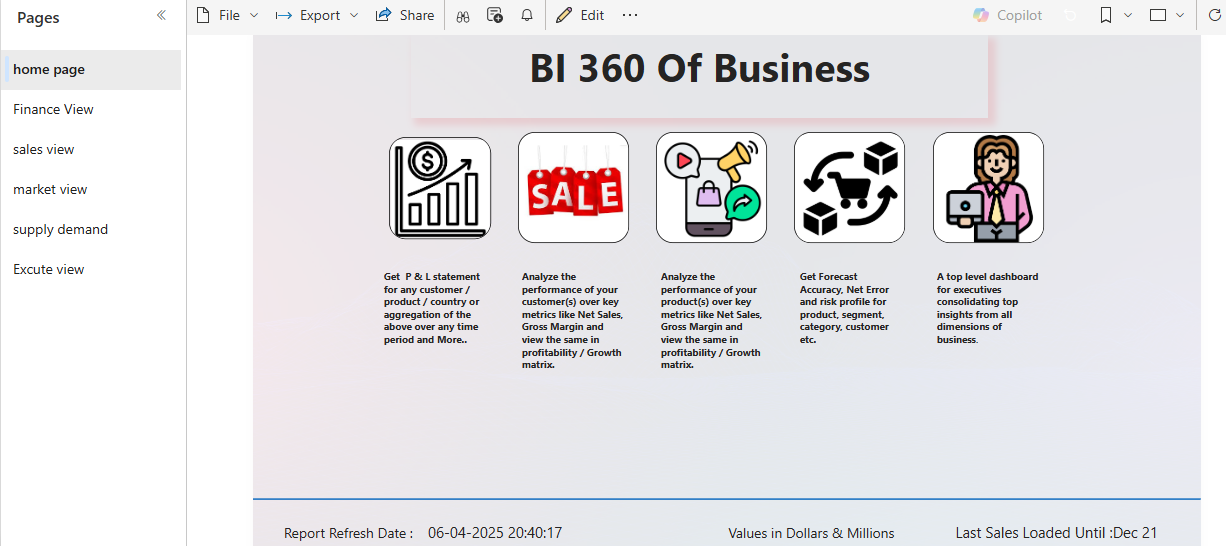 Pages
File
Export
Share
Edit
Copilot
home page
Finance View
sales view
market view
supply demand
Excute view
BI 360 Of Business
$
SALE
Get P & L statement
for any customer /
product / country or
aggregation of the
above over any time
period and More..
Analyze the
performance of your
customer(s) over key
metrics like Net Sales,
Gross Margin and
view the same in
profitability / Growth
matrix.
Analyze the
performance of your
product(s) over key
metrics like Net Sales,
Gross Margin and
view the same in
profitability / Growth
matrix.
Get Forecast
Accuracy, Net Error
and risk profile for
product, segment,
category, customer
etc.
A top level dashboard
for executives
consolidating top
insights from all
dimensions of
business.
Report Refresh Date : 06-04-2025 20:40:17
Values in Dollars & Millions
Last Sales Loaded Until :Dec 21